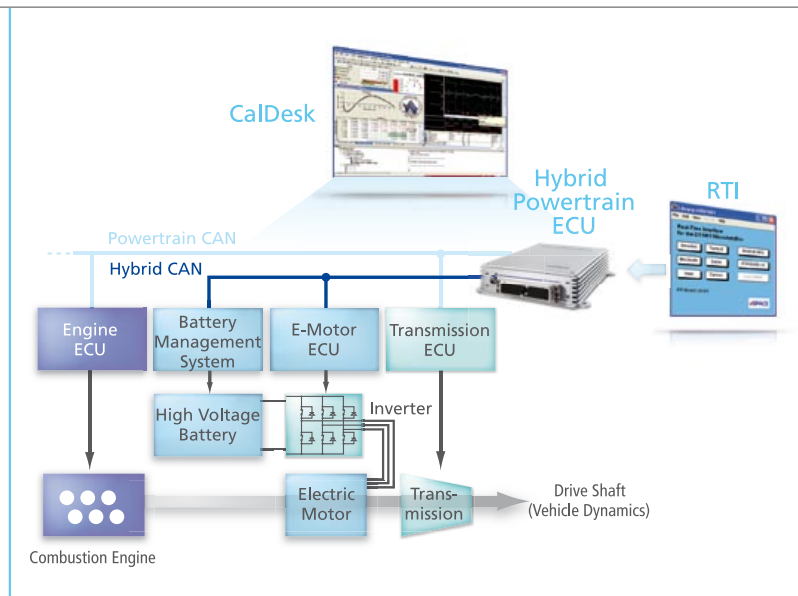 CalDesk
Hybrid
Powertrain
ECU
RTI
Powertrain CAN
Hybrid CAN
Engine
ECU
Battery
Management
System
E-Motor
ECU
Transmission
ECU
High Voltage
Battery
Inverter
Electric
Motor
Trans-
mission
Drive Shaft
(Vehicle Dynamics)
Combustion Engine